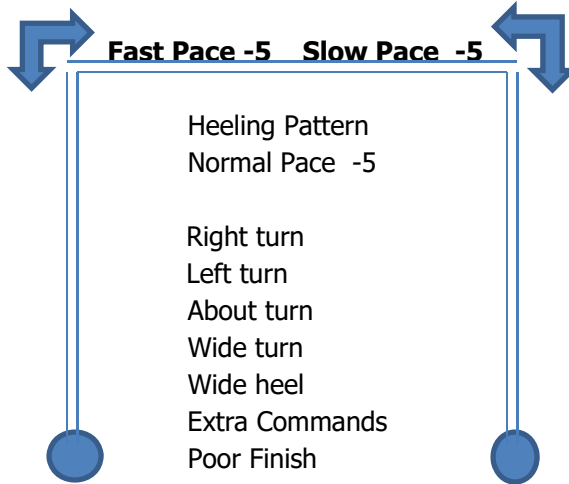 Fast Pace -5 Slow Pace -5
Heeling Pattern
Normal Pace -5
Right turn
Left turn
About turn
Wide turn
Wide heel
Extra Commands
Poor Finish